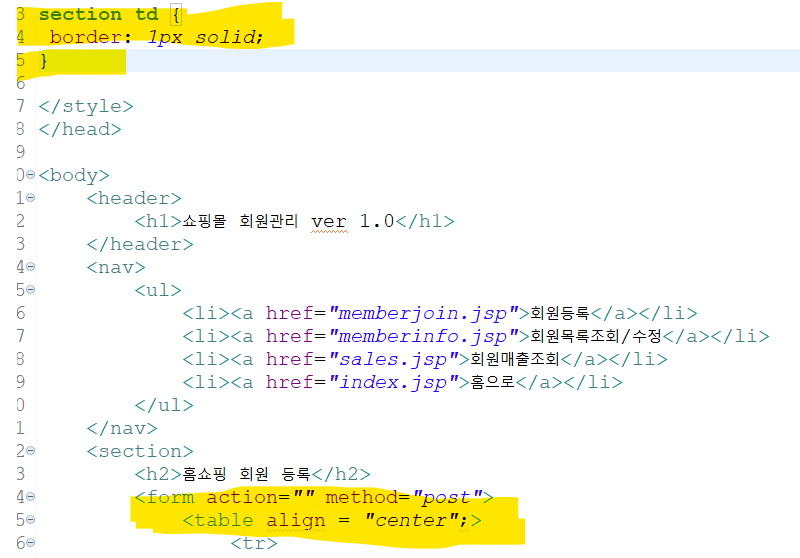 3 section td {
4 border: 1px solid;
5 }
6
7 </style>
8 </head>
9
0 <body>
1 <header>
2 <h1>쇼핑몰 회원관리 ver 1.0</h1>
3 </header>
4 <nav>
5 <ul>
6 <li><a href="memberjoin.jsp">회원등록</a></li>
7 <li><a href="memberinfo.jsp">회원목록조회/수정</a></li>
8 <li><a href="sales.jsp">회원매출조회</a></li>
9 <li><a href="index.jsp">홈으로</a></li>
0 </ul>
1 </nav>
2 <section>
3 <h2>홈쇼핑 회원 등록</h2>
4 <form action="" method="post">
5 <table align = "center";>
6 <tr>